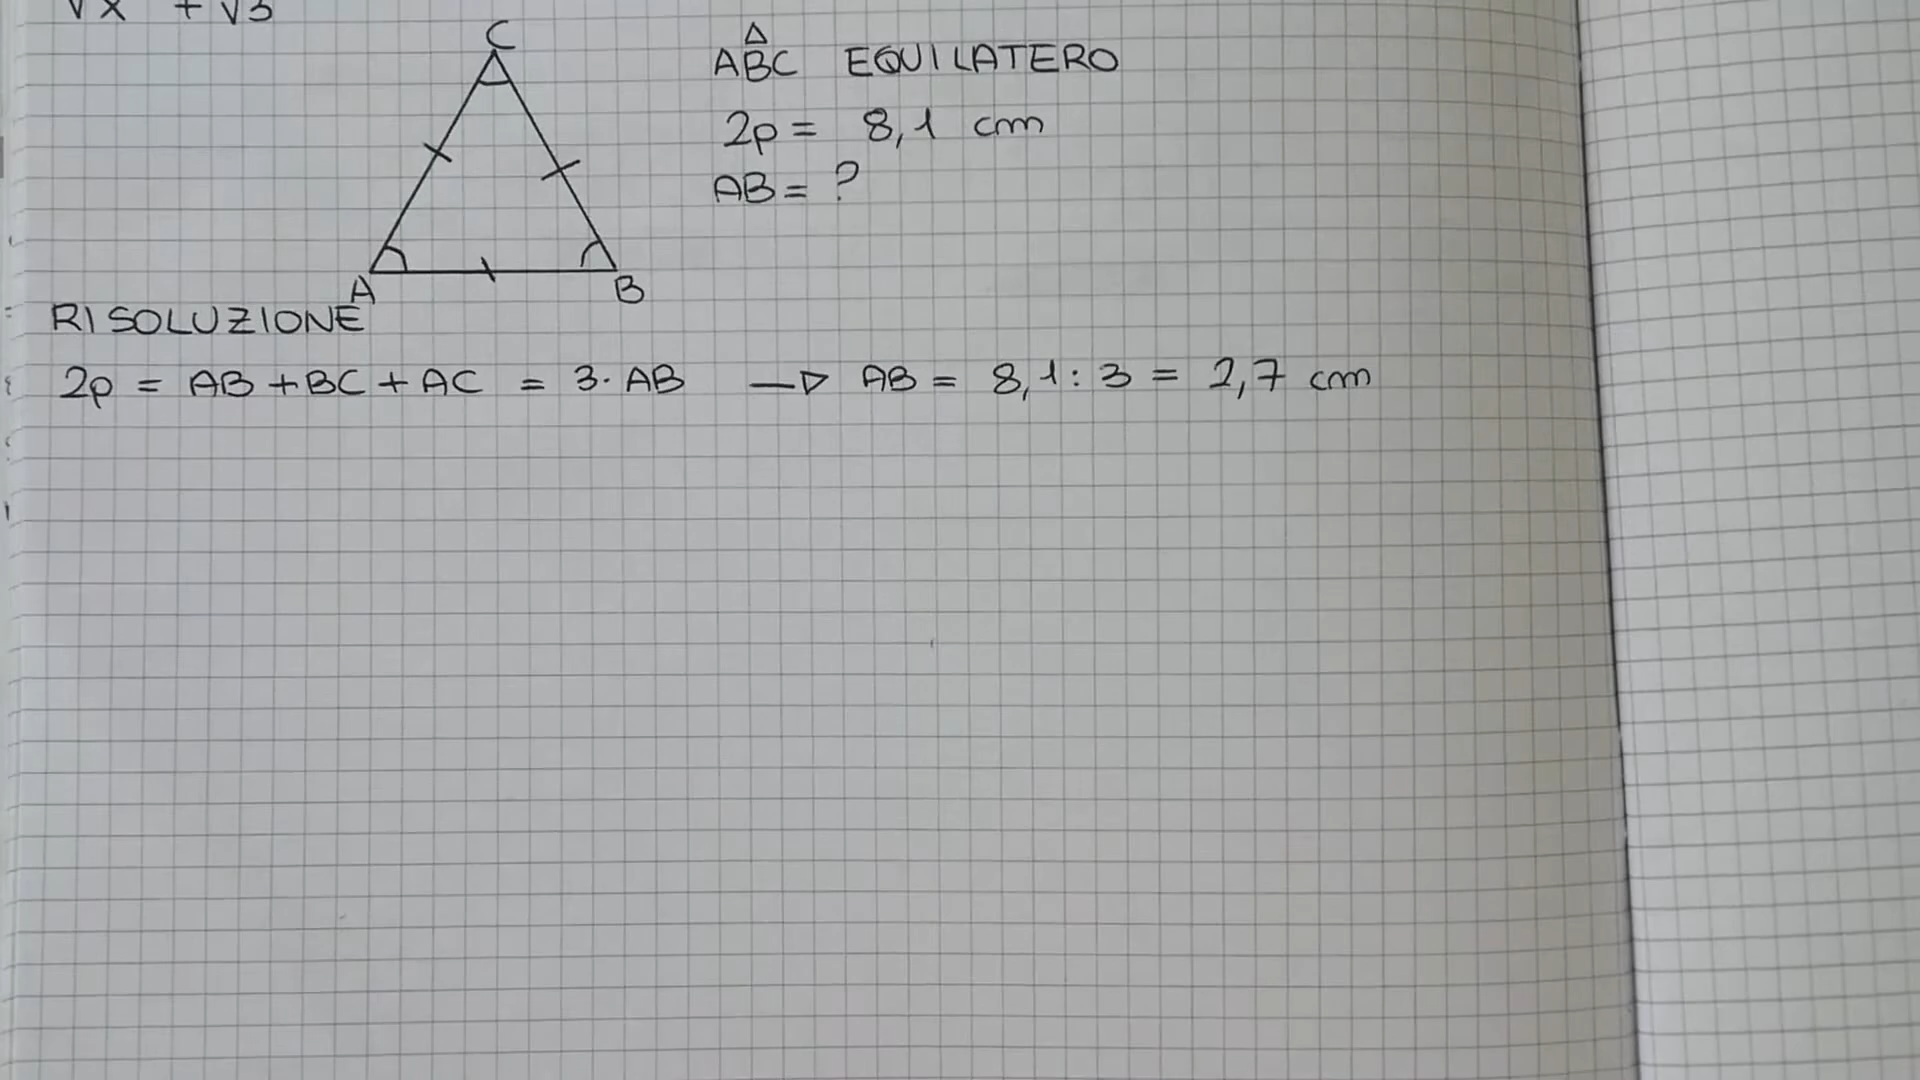 √x + √3
C
ABC EQUILATERO
2p = 8,1 cm
AB = ?
A
B
RISOLUZIONE
2p = AB + BC + AC = 3· AB —▷ AB = 8,1 : 3 = 2,7 cm